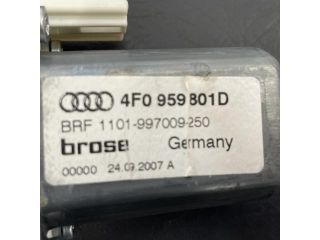 4F0 959 801D
BRF 1101-997009-250
brose Germany
00000 24.09.2007 A